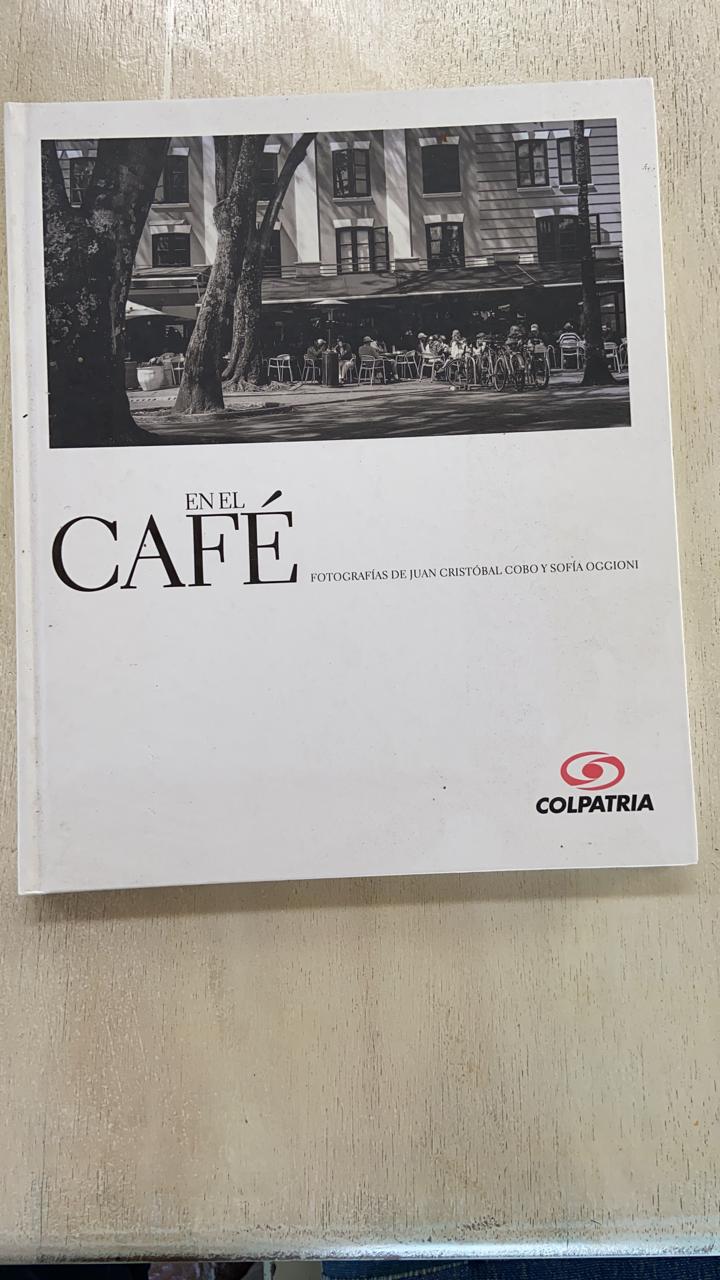 EN EL
CAFÉ
FOTOGRAFÍAS DE JUAN CRISTÓBAL COBO Y SOFÍA OGGIONI
COLPATRIA